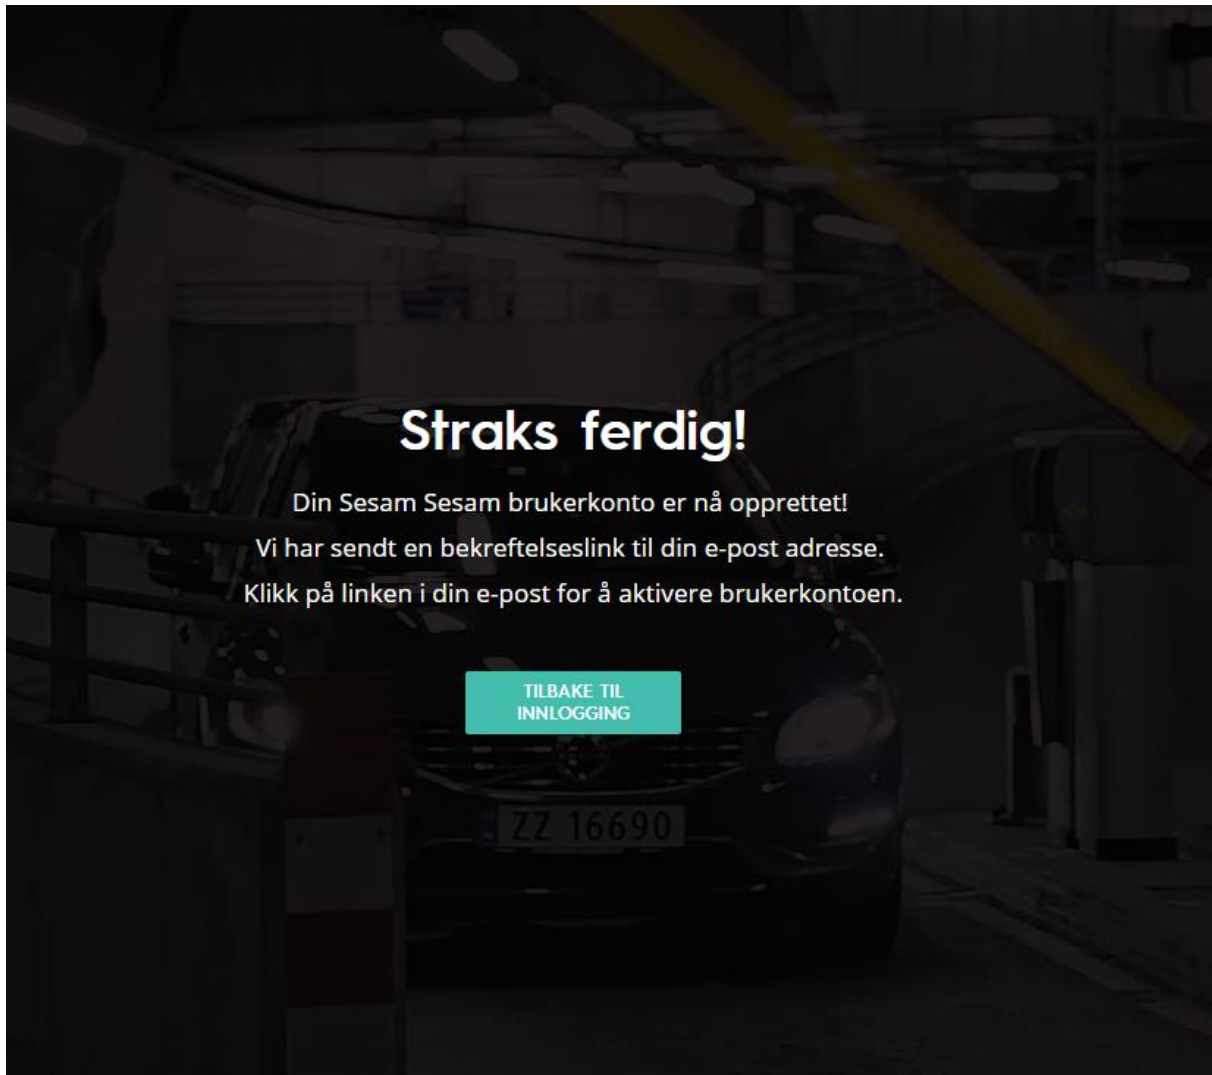 Straks ferdig!
Din Sesam Sesam brukerkonto er nå opprettet!
Vi har sendt en bekreftelseslink til din e-post adresse.
Klikk på linken i din e-post for å aktivere brukerkontoen.
TILBAKE TIL
INNLOGGING
ZZ 16690